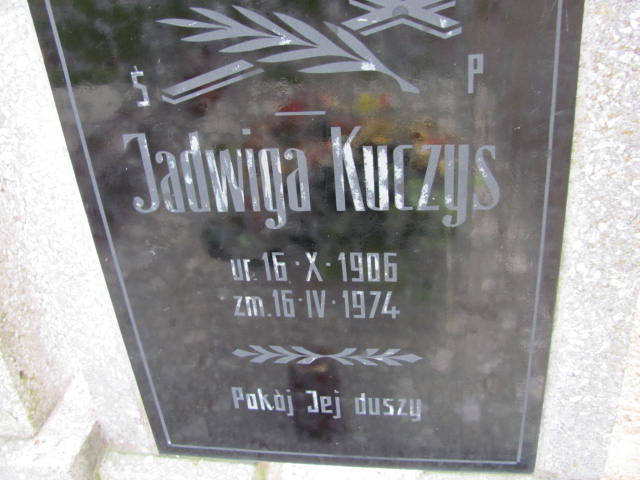 Ś P
Jadwiga Kuczys
ur. 16·X·1906
zm. 16·IV·1974
Pokój Jej duszy